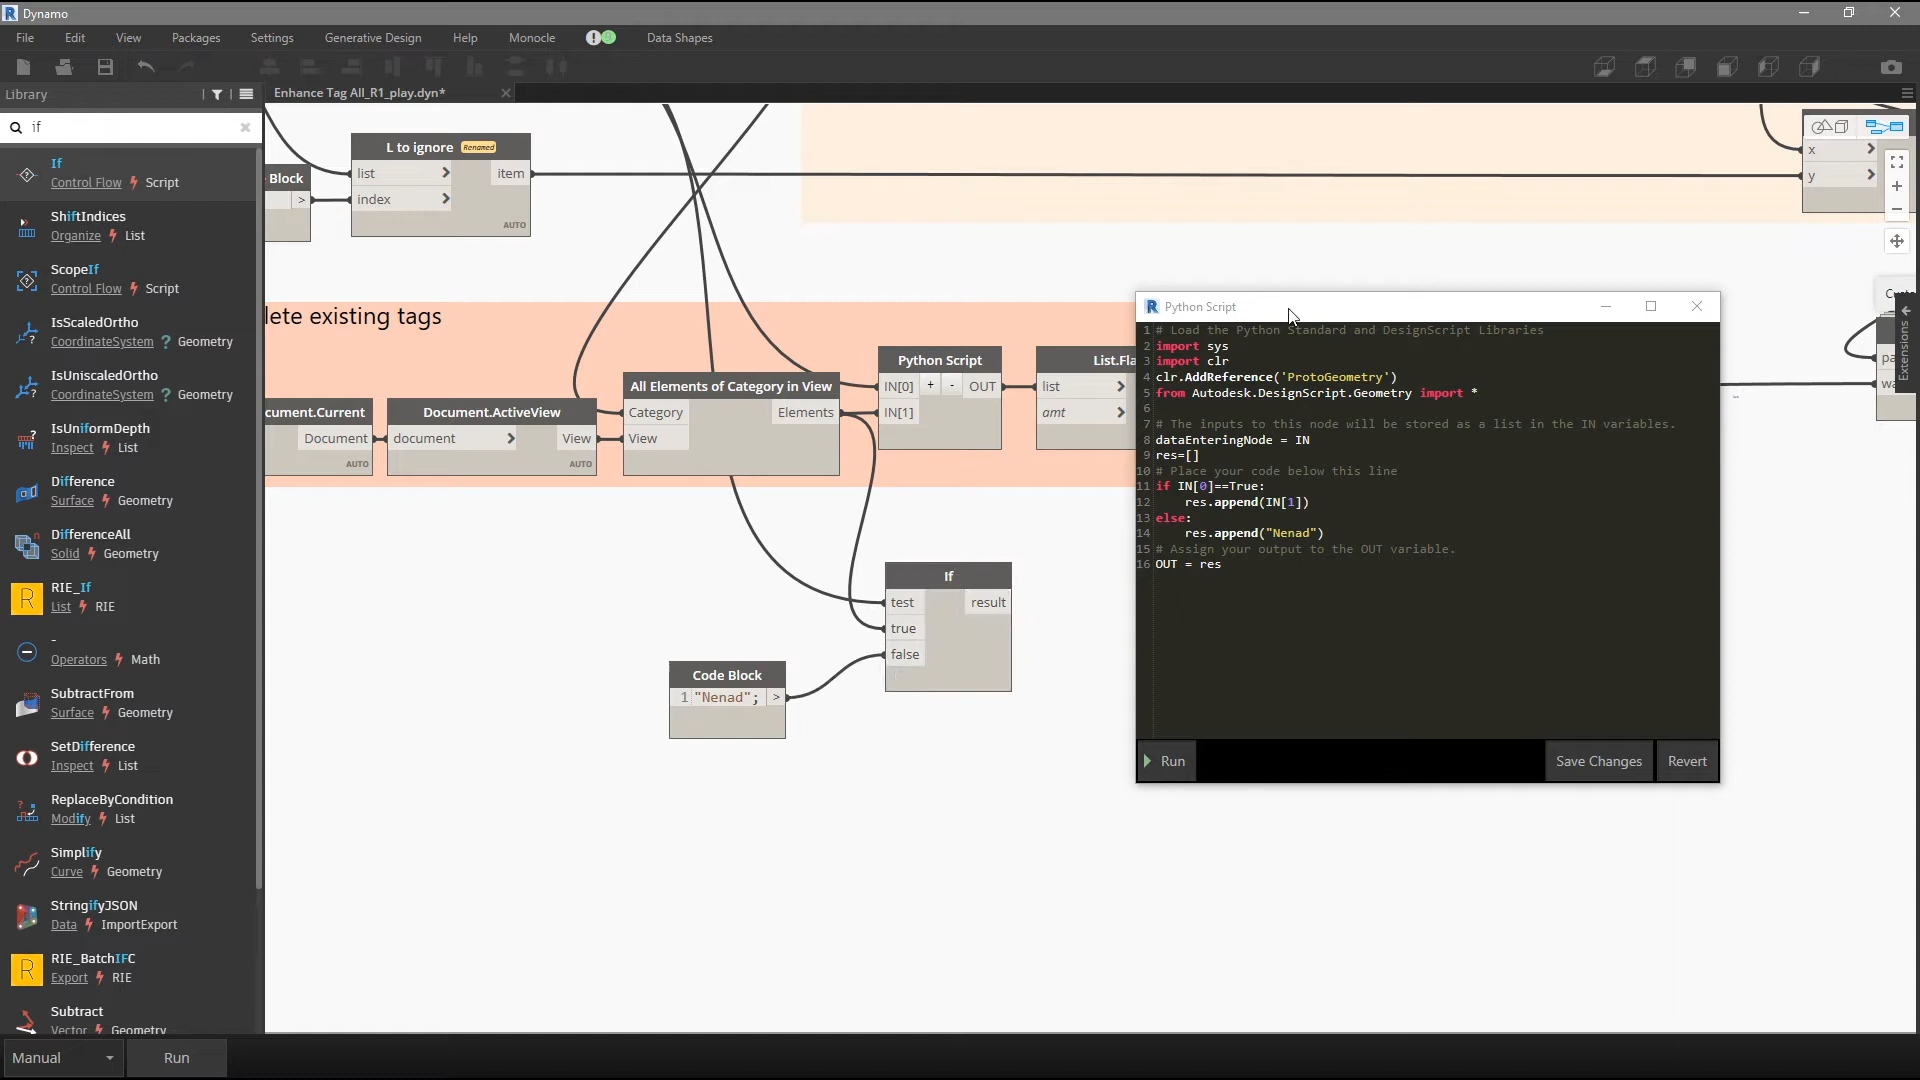 Dynamo
File Edit View Packages Settings Generative Design Help Monocle Data Shapes
Library
Enhance Tag All_R1_play.dyn*
if
If
Control Flow Script
ShiftIndices
Organize List
ScopeIf
Control Flow Script
IsScaledOrtho
CoordinateSystem ? Geometry
IsUniscaledOrtho
CoordinateSystem ? Geometry
IsUniformDepth
Inspect List
Difference
Surface Geometry
DifferenceAll
Solid Geometry
RIE_If
List RIE
-
Operators Math
SubtractFrom
Surface Geometry
SetDifference
Inspect List
ReplaceByCondition
Modify List
Simplify
Curve Geometry
StringifyJSON
Data ImportExport
RIE_BatchIFC
Export RIE
Subtract
Vector Geometry
Manual
Run
Block
>
L to ignore Renamed
list > item
index >
AUTO
x >
y >
lete existing tags
cument.Current
Document
AUTO
Document.ActiveView
document > View
AUTO
All Elements of Category in View
Category Elements
View
Python Script
IN[0] + - OUT
IN[1]
List.Fla
list >
amt >
If
test result
true
false
Code Block
1 "Nenad"; >
Python Script
1 # Load the Python Standard and DesignScript Libraries
2 import sys
3 import clr
4 clr.AddReference('ProtoGeometry')
5 from Autodesk.DesignScript.Geometry import *
6
7 # The inputs to this node will be stored as a list in the IN variables.
8 dataEnteringNode = IN
9 res=[]
10 # Place your code below this line
11 if IN[0]==True:
12 res.append(IN[1])
13 else:
14 res.append("Nenad")
15 # Assign your output to the OUT variable.
16 OUT = res
Run
Save Changes
Revert
Extensions
pa
wa